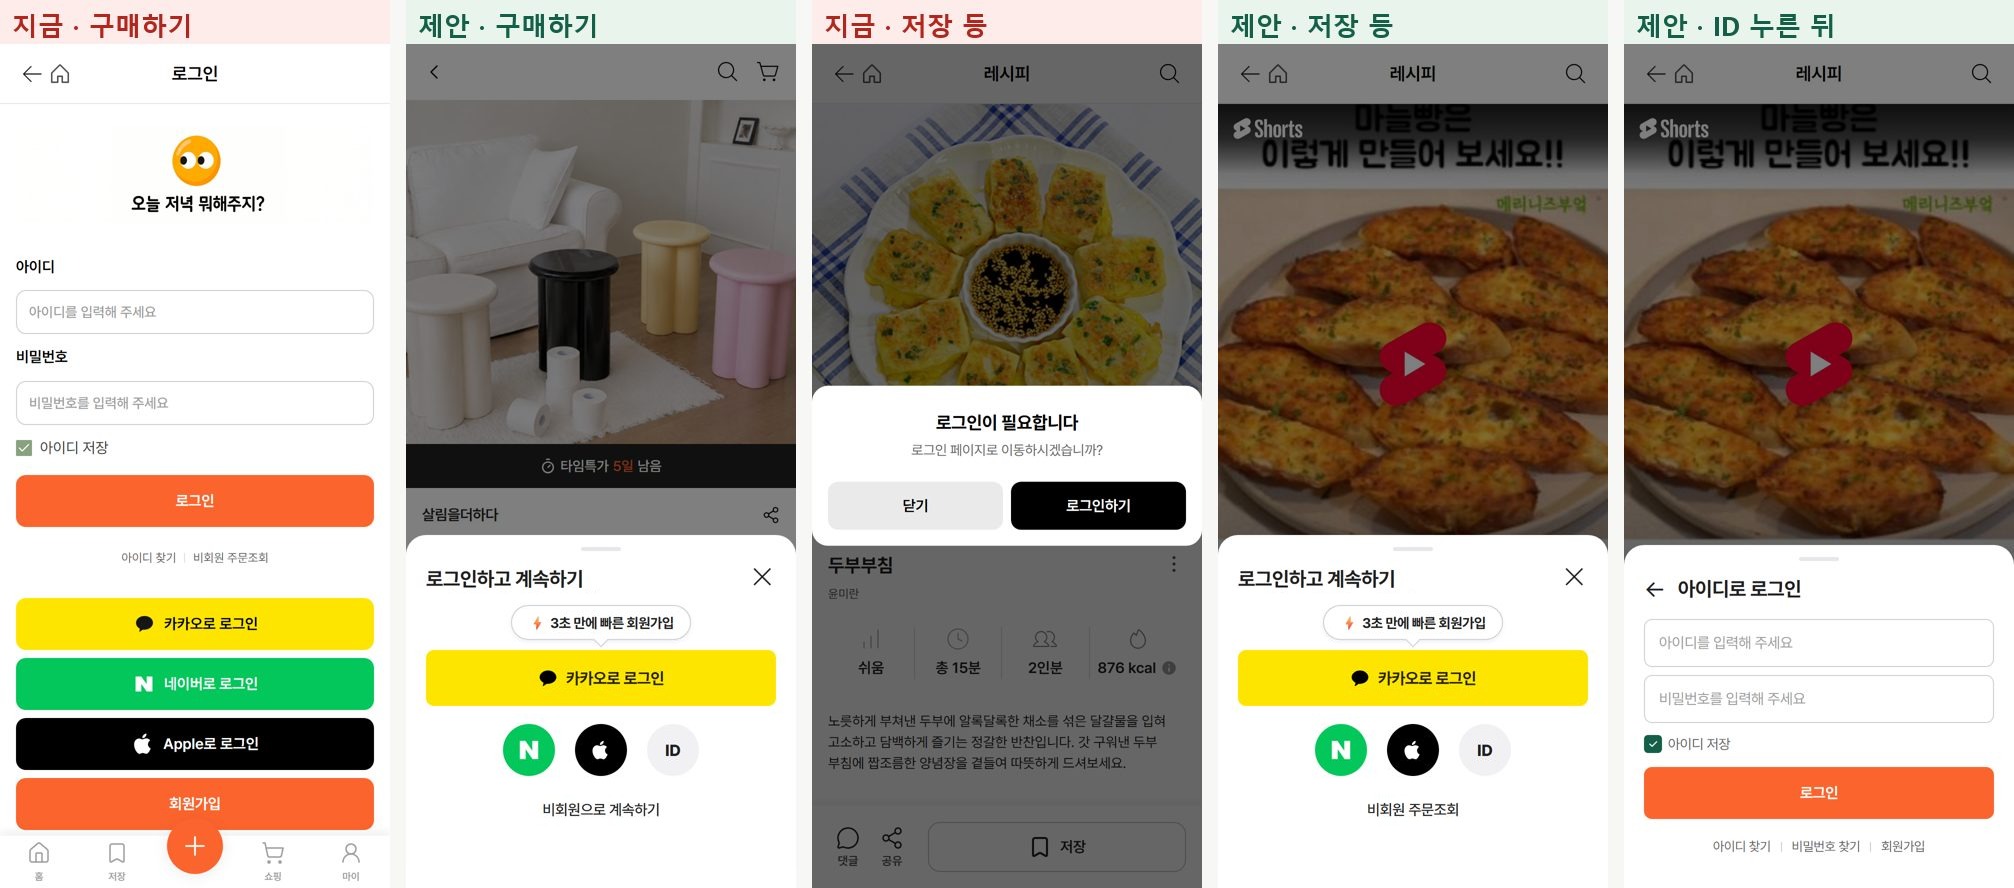 지금 · 구매하기
로그인
오늘 저녁 뭐해주지?
아이디
아이디를 입력해 주세요
비밀번호
비밀번호를 입력해 주세요
아이디 저장
로그인
아이디 찾기 | 비회원 주문조회
카카오로 로그인
N 네이버로 로그인
Apple로 로그인
회원가입
홈
저장
쇼핑
마이
제안 · 구매하기
타임특가 5일 남음
살림을더하다
로그인하고 계속하기
3초 만에 빠른 회원가입
카카오로 로그인
N
ID
비회원으로 계속하기
지금 · 저장 등
레시피
로그인이 필요합니다
로그인 페이지로 이동하시겠습니까?
닫기
로그인하기
두부부침
윤미란
쉬움
총 15분
2인분
876 kcal
노릇하게 부쳐낸 두부에 알록달록한 채소를 섞은 달걀물을 입혀
고소하고 담백하게 즐기는 정갈한 반찬입니다. 갓 구워낸 두부
부침에 짭조름한 양념장을 곁들여 따뜻하게 드셔보세요.
댓글
공유
저장
제안 · 저장 등
레시피
Shorts
마늘빵은
이렇게 만들어 보세요!!
메리니즈부엌
로그인하고 계속하기
3초 만에 빠른 회원가입
카카오로 로그인
N
ID
비회원 주문조회
제안 · ID 누른 뒤
레시피
Shorts
마늘빵은
이렇게 만들어 보세요!!
메리니즈부엌
아이디로 로그인
아이디를 입력해 주세요
비밀번호를 입력해 주세요
아이디 저장
로그인
아이디 찾기 | 비밀번호 찾기 | 회원가입